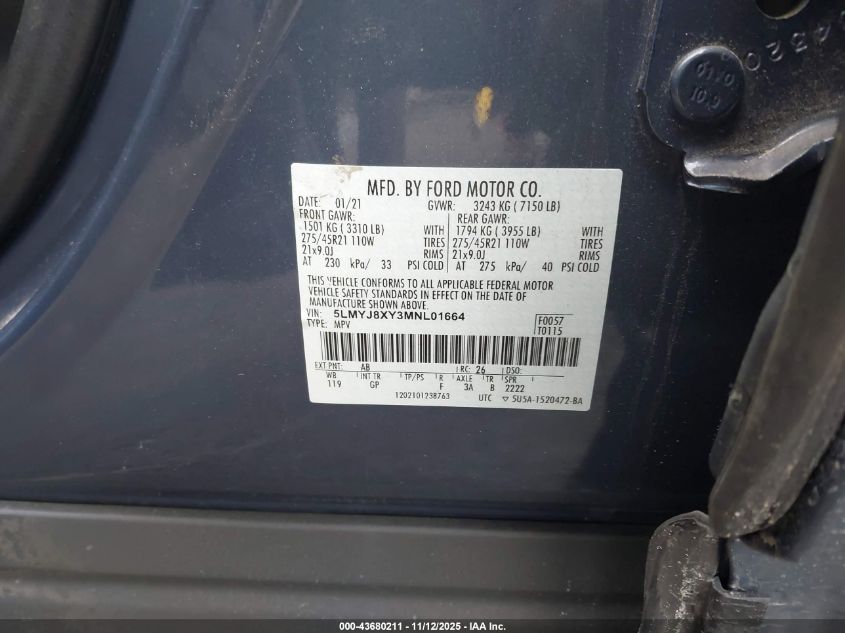 MFD. BY FORD MOTOR CO.
DATE: 01/21 GVWR: 3243 KG ( 7150 LB)
FRONT GAWR: REAR GAWR:
1501 KG ( 3310 LB) WITH 1794 KG ( 3955 LB) WITH
275/45R21 110W TIRES 275/45R21 110W TIRES
21x9.0J RIMS 21x9.0J RIMS
AT 230 kPa/ 33 PSI COLD AT 275 kPa/ 40 PSI COLD
THIS VEHICLE CONFORMS TO ALL APPLICABLE FEDERAL MOTOR
VEHICLE SAFETY STANDARDS IN EFFECT ON THE DATE OF
MANUFACTURE SHOWN ABOVE.
VIN: 5LMYJ8XY3MNL01664 F0057
TYPE: MPV T0115
EXT PNT: AB RC: 26 DSO:
WB INT TR TP/PS R AXLE TR SPR
119 GP F 3A B 2222
1202101238763 UTC ▽ 5U5A-1520472-BA
4320
10.9
000-43680211 - 11/12/2025 - IAA Inc.